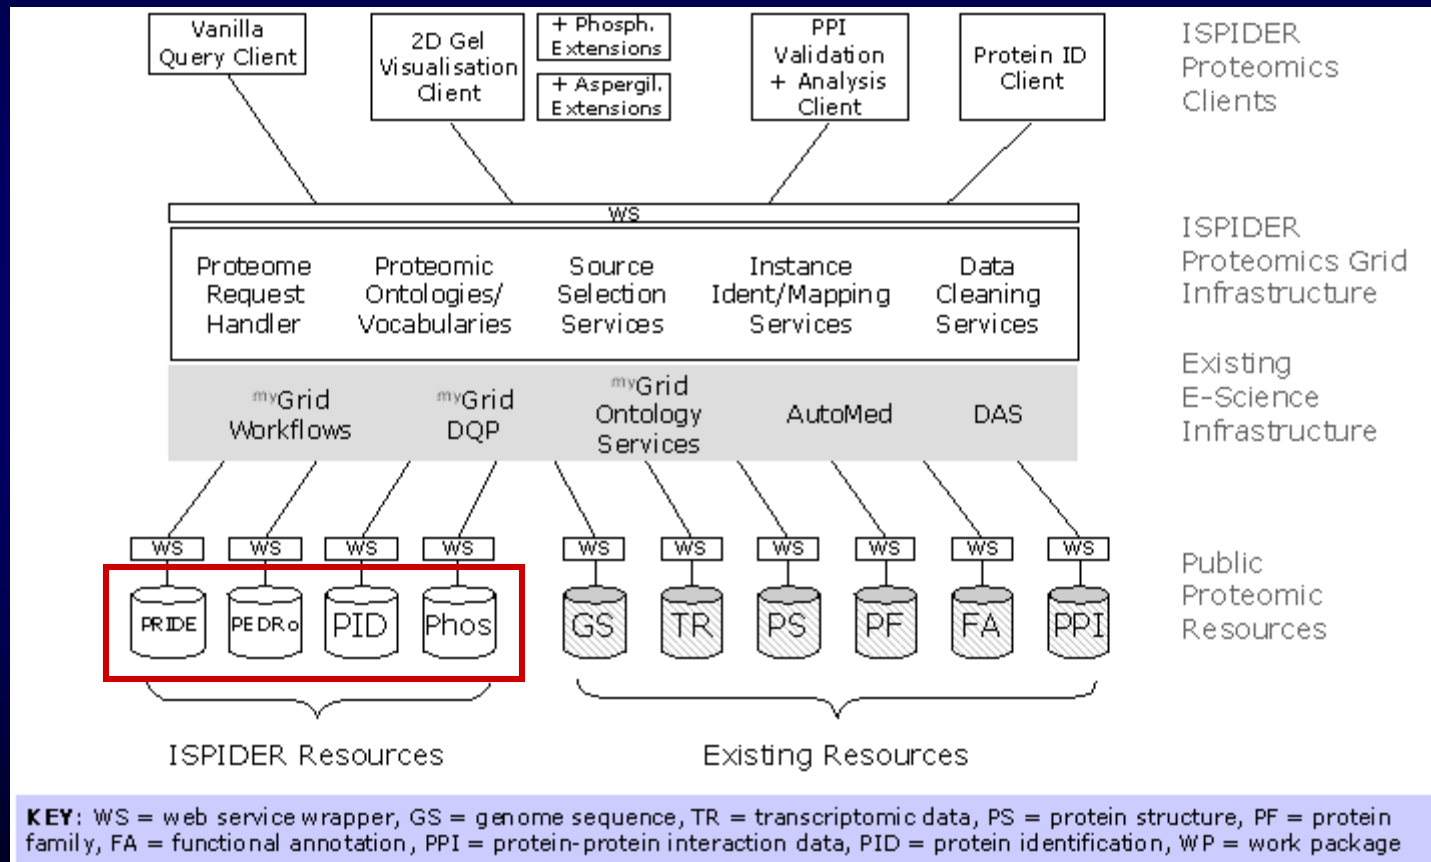 Vanilla
Query Client
2D Gel
Visualisation
Client
+ Phosph.
Extensions
+ Aspergil.
Extensions
PPI
Validation
+ Analysis
Client
Protein ID
Client
ISPIDER
Proteomics
Clients
WS
Proteome
Request
Handler
Proteomic
Ontologies/
Vocabularies
Source
Selection
Services
Instance
Ident/Mapping
Services
Data
Cleaning
Services
ISPIDER
Proteomics Grid
Infrastructure
myGrid
Workflows
myGrid
DQP
myGrid
Ontology
Services
AutoMed
DAS
Existing
E-Science
Infrastructure
WS
WS
WS
WS
WS
WS
WS
WS
WS
WS
PRIDE
PEDRo
PID
Phos
GS
TR
PS
PF
FA
PPI
Public
Proteomic
Resources
ISPIDER Resources
Existing Resources
KEY: WS = web service wrapper, GS = genome sequence, TR = transcriptomic data, PS = protein structure, PF = protein
family, FA = functional annotation, PPI = protein-protein interaction data, PID = protein identification, WP = work package